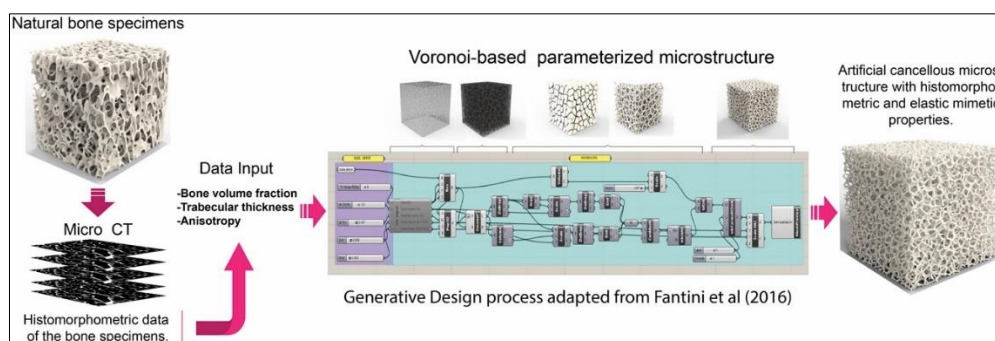 Natural bone specimens
Micro CT
Histomorphometric data
of the bone specimens.
Data Input
-Bone volume fraction
-Trabecular thickness
-Anisotropy
Voronoi-based parameterized microstructure
Generative Design process adapted from Fantini et al (2016)
Artificial cancellous micros
tructure with histomorpho
metric and elastic mimetic
properties.